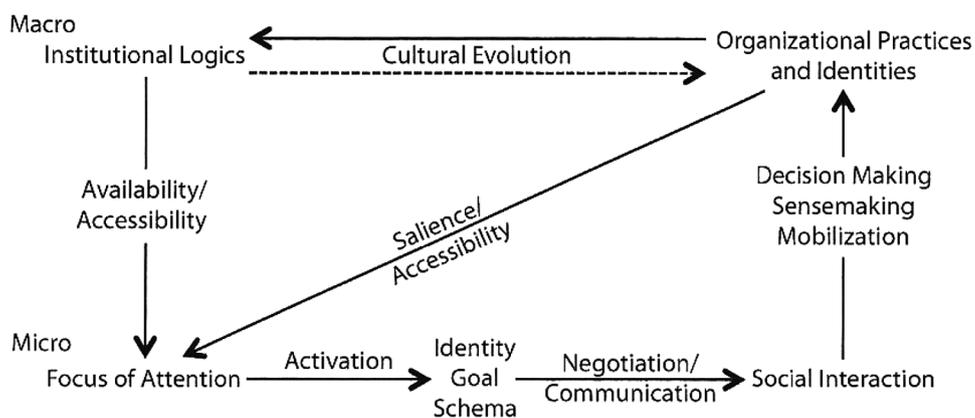 Macro
Institutional Logics
Cultural Evolution
Organizational Practices
and Identities
Availability/
Accessibility
Salience/
Accessibility
Decision Making
Sensemaking
Mobilization
Micro
Focus of Attention
Activation
Identity
Goal
Schema
Negotiation/
Communication
Social Interaction